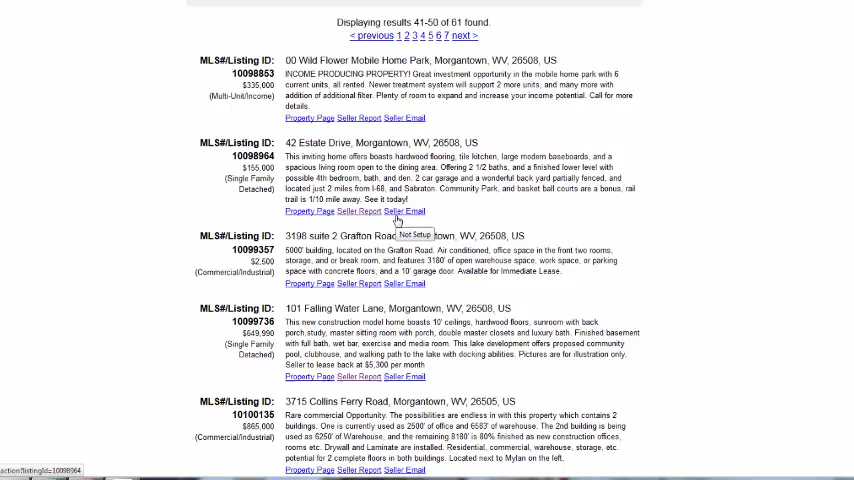 Displaying results 41-50 of 61 found.
< previous 1 2 3 4 5 6 7 next >
MLS#/Listing ID: 00 Wild Flower Mobile Home Park, Morgantown, WV, 26508, US
10098853 INCOME PRODUCING PROPERTY! Great investment opportunity in the mobile home park with 6
$335,000 current units, all rented. Newer treatment system will support 2 more units, and many more with
(Multi-Unit/Income) addition of additional filter. Plenty of room to expand and increase your income potential. Call for more
details.
Property Page Seller Report Seller Email
MLS#/Listing ID: 42 Estate Drive, Morgantown, WV, 26508, US
10098964 This inviting home offers boasts hardwood flooring, tile kitchen, large modern baseboards, and a
$155,000 spacious living room open to the dining area. Offering 2 1/2 baths, and a finished lower level with
(Single Family possible 4th bedroom, bath, and den. 2 car garage and a wonderful back yard partially fenced, and
Detached) located just 2 miles from I-68, and Sabraton. Community Park, and basket ball courts are a bonus, rail
trail is 1/10 mile away. See it today!
Property Page Seller Report Seller Email
Not Setup
MLS#/Listing ID: 3198 suite 2 Grafton Road town, WV, 26508, US
10099357 5000' building, located on the Grafton Road. Air conditioned, office space in the front two rooms,
$2,500 storage, and or break room, and features 3180' of open warehouse space, work space, or parking
(Commercial/Industrial) space with concrete floors, and a 10' garage door. Available for Immediate Lease.
Property Page Seller Report Seller Email
MLS#/Listing ID: 101 Falling Water Lane, Morgantown, WV, 26508, US
10099736 This new construction model home boasts 10' ceilings, hardwood floors, sunroom with back
$649,990 porch,study, master sitting room with porch, double master closets and luxury bath. Finished basement
(Single Family with full bath, wet bar, exercise and media room. This lake development offers proposed community
Detached) pool, clubhouse, and walking path to the lake with docking abilities. Pictures are for illustration only.
Seller to lease back at $5,300 per month
Property Page Seller Report Seller Email
MLS#/Listing ID: 3715 Collins Ferry Road, Morgantown, WV, 26505, US
10100135 Rare commercial Opportunity. The possibilities are endless in with this property which contains 2
$865,000 buildings. One is currently used as 2500' of office and 6583' of warehouse. The 2nd building is being
(Commercial/Industrial) used as 6250' of Warehouse, and the remaining 8180' is 80% finished as new construction offices,
rooms etc. Drywall and Laminate are installed. Residential, commercial, warehouse, storage, etc.
potential for 2 complete floors in both buildings. Located next to Mylan on the left.
Property Page Seller Report Seller Email
action?listingId=10098964